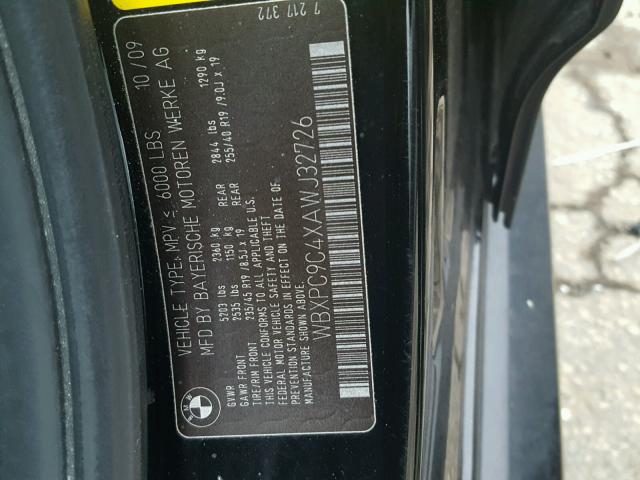 VEHICLE TYPE: MPV ≤ 6000 LBS 10/09
MFD BY BAYERISCHE MOTOREN WERKE AG
GVWR 5203 lbs 2360 kg
GAWR FRONT 2533 lbs 1150 kg REAR 2844 lbs 1290 kg
TIRE/RIM FRONT 235/45 R19 /8.5J x 19 REAR 255/40 R19 /9.0J x 19
THIS VEHICLE CONFORMS TO ALL APPLICABLE U.S.
FEDERAL MOTOR VEHICLE SAFETY AND THEFT
PREVENTION STANDARDS IN EFFECT ON THE DATE OF
MANUFACTURE SHOWN ABOVE.
WBXPC9C4XAWJ32726
7 217 372
BMW